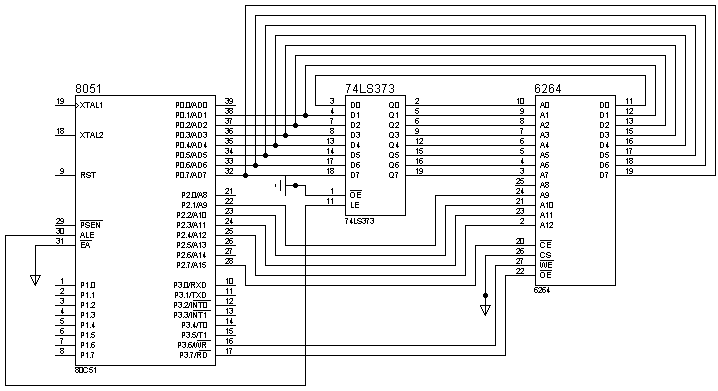 8051 74LS373 6264
19 XTAL1 P0.0/AD0 39 3 D0 Q0 2 10 A0 D0 11
P0.1/AD1 38 4 D1 Q1 5 9 A1 D1 12
P0.2/AD2 37 7 D2 Q2 6 8 A2 D2 13
18 XTAL2 P0.3/AD3 36 8 D3 Q3 9 7 A3 D3 15
P0.4/AD4 35 13 D4 Q4 12 6 A4 D4 16
P0.5/AD5 34 14 D5 Q5 15 5 A5 D5 17
P0.6/AD6 33 17 D6 Q6 16 4 A6 D6 18
9 RST P0.7/AD7 32 18 D7 Q7 19 3 A7 D7 19
25 A8
P2.0/A8 21 1 OE 24 A9
P2.1/A9 22 11 LE 21 A10
P2.2/A10 23 74LS373 23 A11
29 PSEN P2.3/A11 24 2 A12
30 ALE P2.4/A12 25
31 EA P2.5/A13 26 20 CE
P2.6/A14 27 26 CS
P2.7/A15 28 27 WE
22 OE
1 P1.0 P3.0/RXD 10 6264
2 P1.1 P3.1/TXD 11
3 P1.2 P3.2/INT0 12
4 P1.3 P3.3/INT1 13
5 P1.4 P3.4/T0 14
6 P1.5 P3.5/T1 15
7 P1.6 P3.6/WR 16
8 P1.7 P3.7/RD 17
80C51